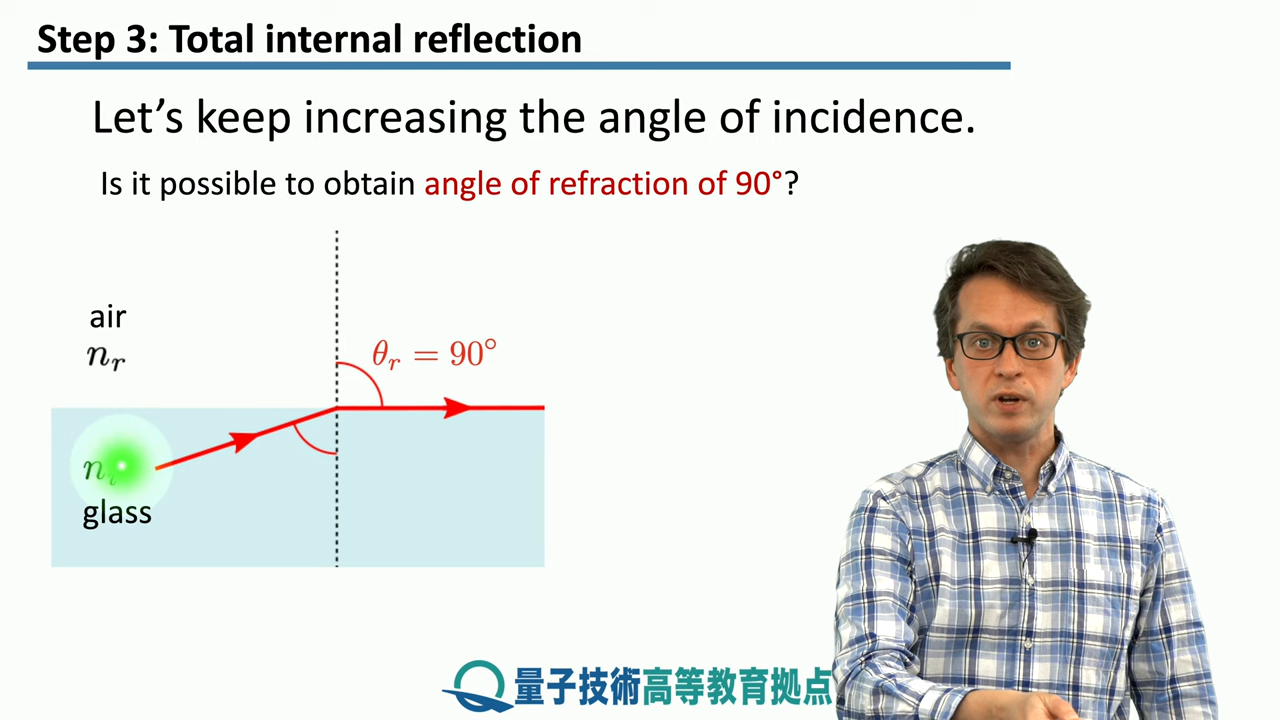 Step 3: Total internal reflection
Let's keep increasing the angle of incidence.
Is it possible to obtain angle of refraction of 90°?
air
n_r
θ_r = 90°
n
glass
量子技術高等教育拠点